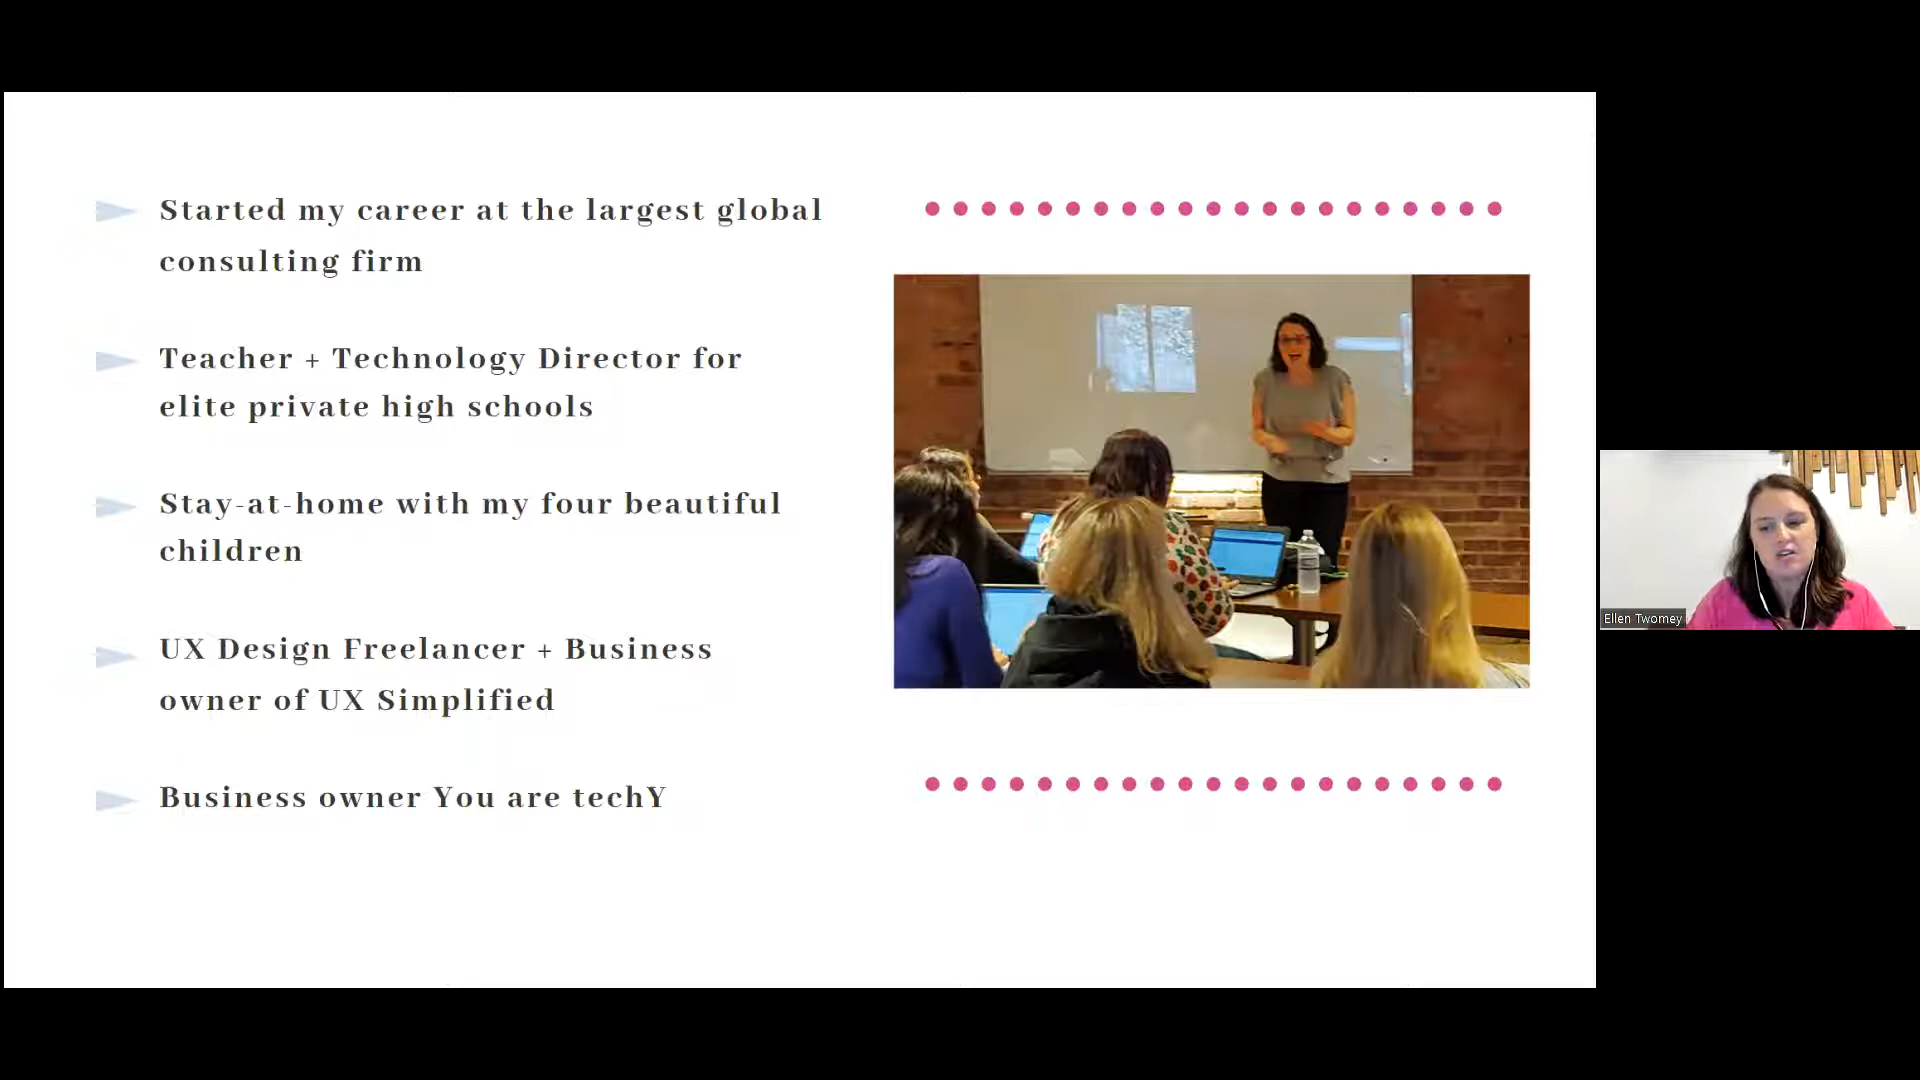 Started my career at the largest global
consulting firm
Teacher + Technology Director for
elite private high schools
Stay-at-home with my four beautiful
children
UX Design Freelancer + Business
owner of UX Simplified
Business owner You are techY
Ellen Twomey